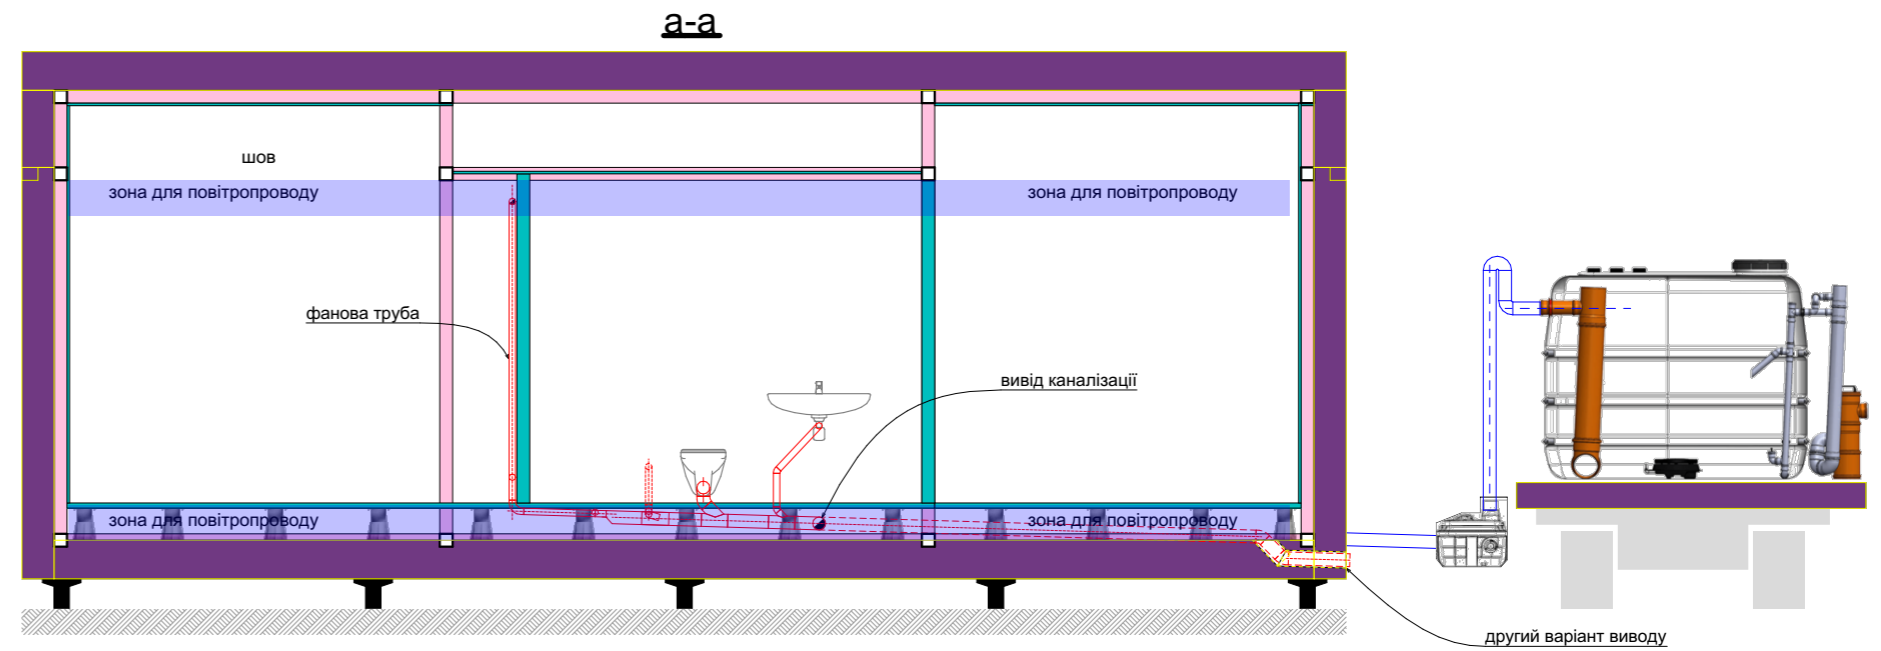 а-а
шов
зона для повітропроводу
зона для повітропроводу
фанова труба
вивід каналізації
зона для повітропроводу
зона для повітропроводу
другий варіант виводу